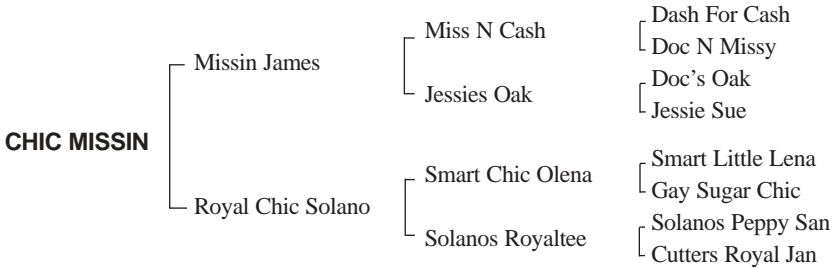 Dash For Cash
Miss N Cash
Doc N Missy
Missin James
Doc's Oak
Jessies Oak
Jessie Sue
CHIC MISSIN
Smart Little Lena
Smart Chic Olena
Gay Sugar Chic
Royal Chic Solano
Solanos Peppy San
Solanos Royaltee
Cutters Royal Jan